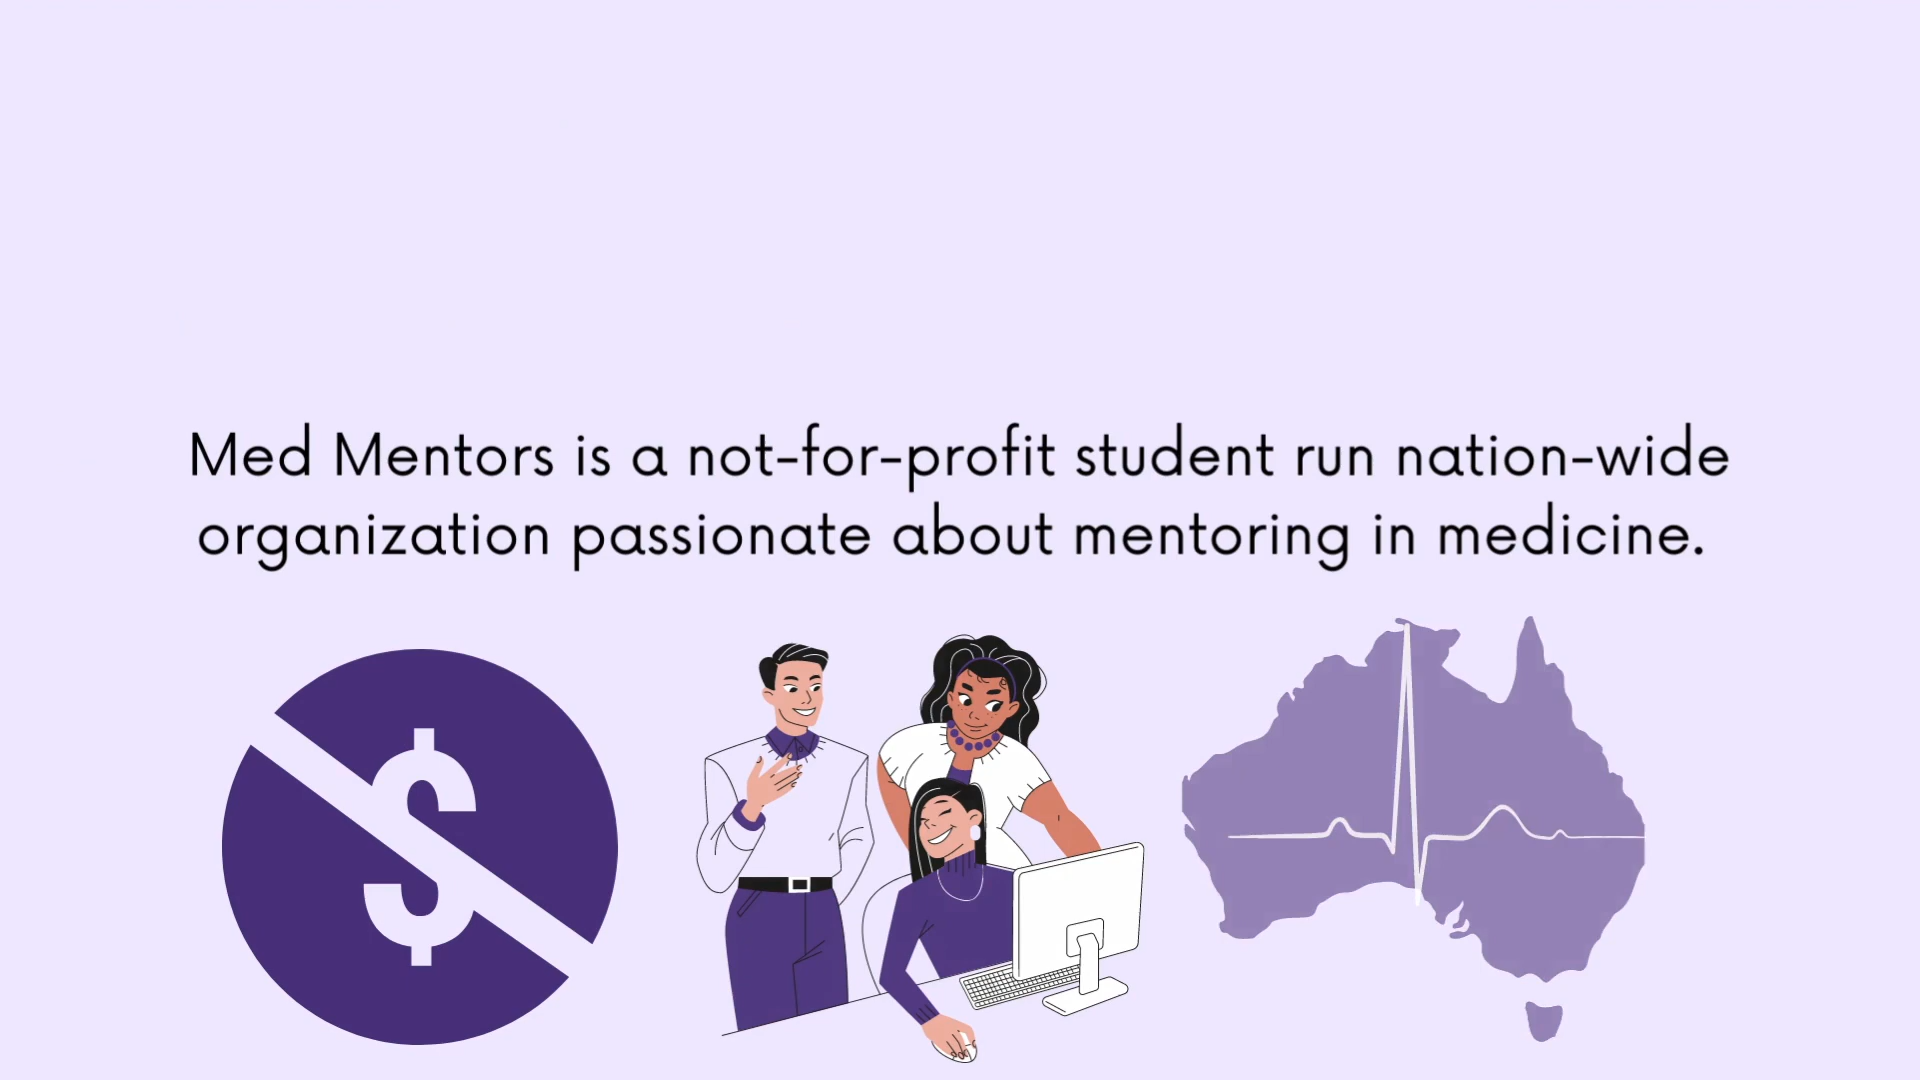 Med Mentors is a not-for-profit student run nation-wide
organization passionate about mentoring in medicine.
$